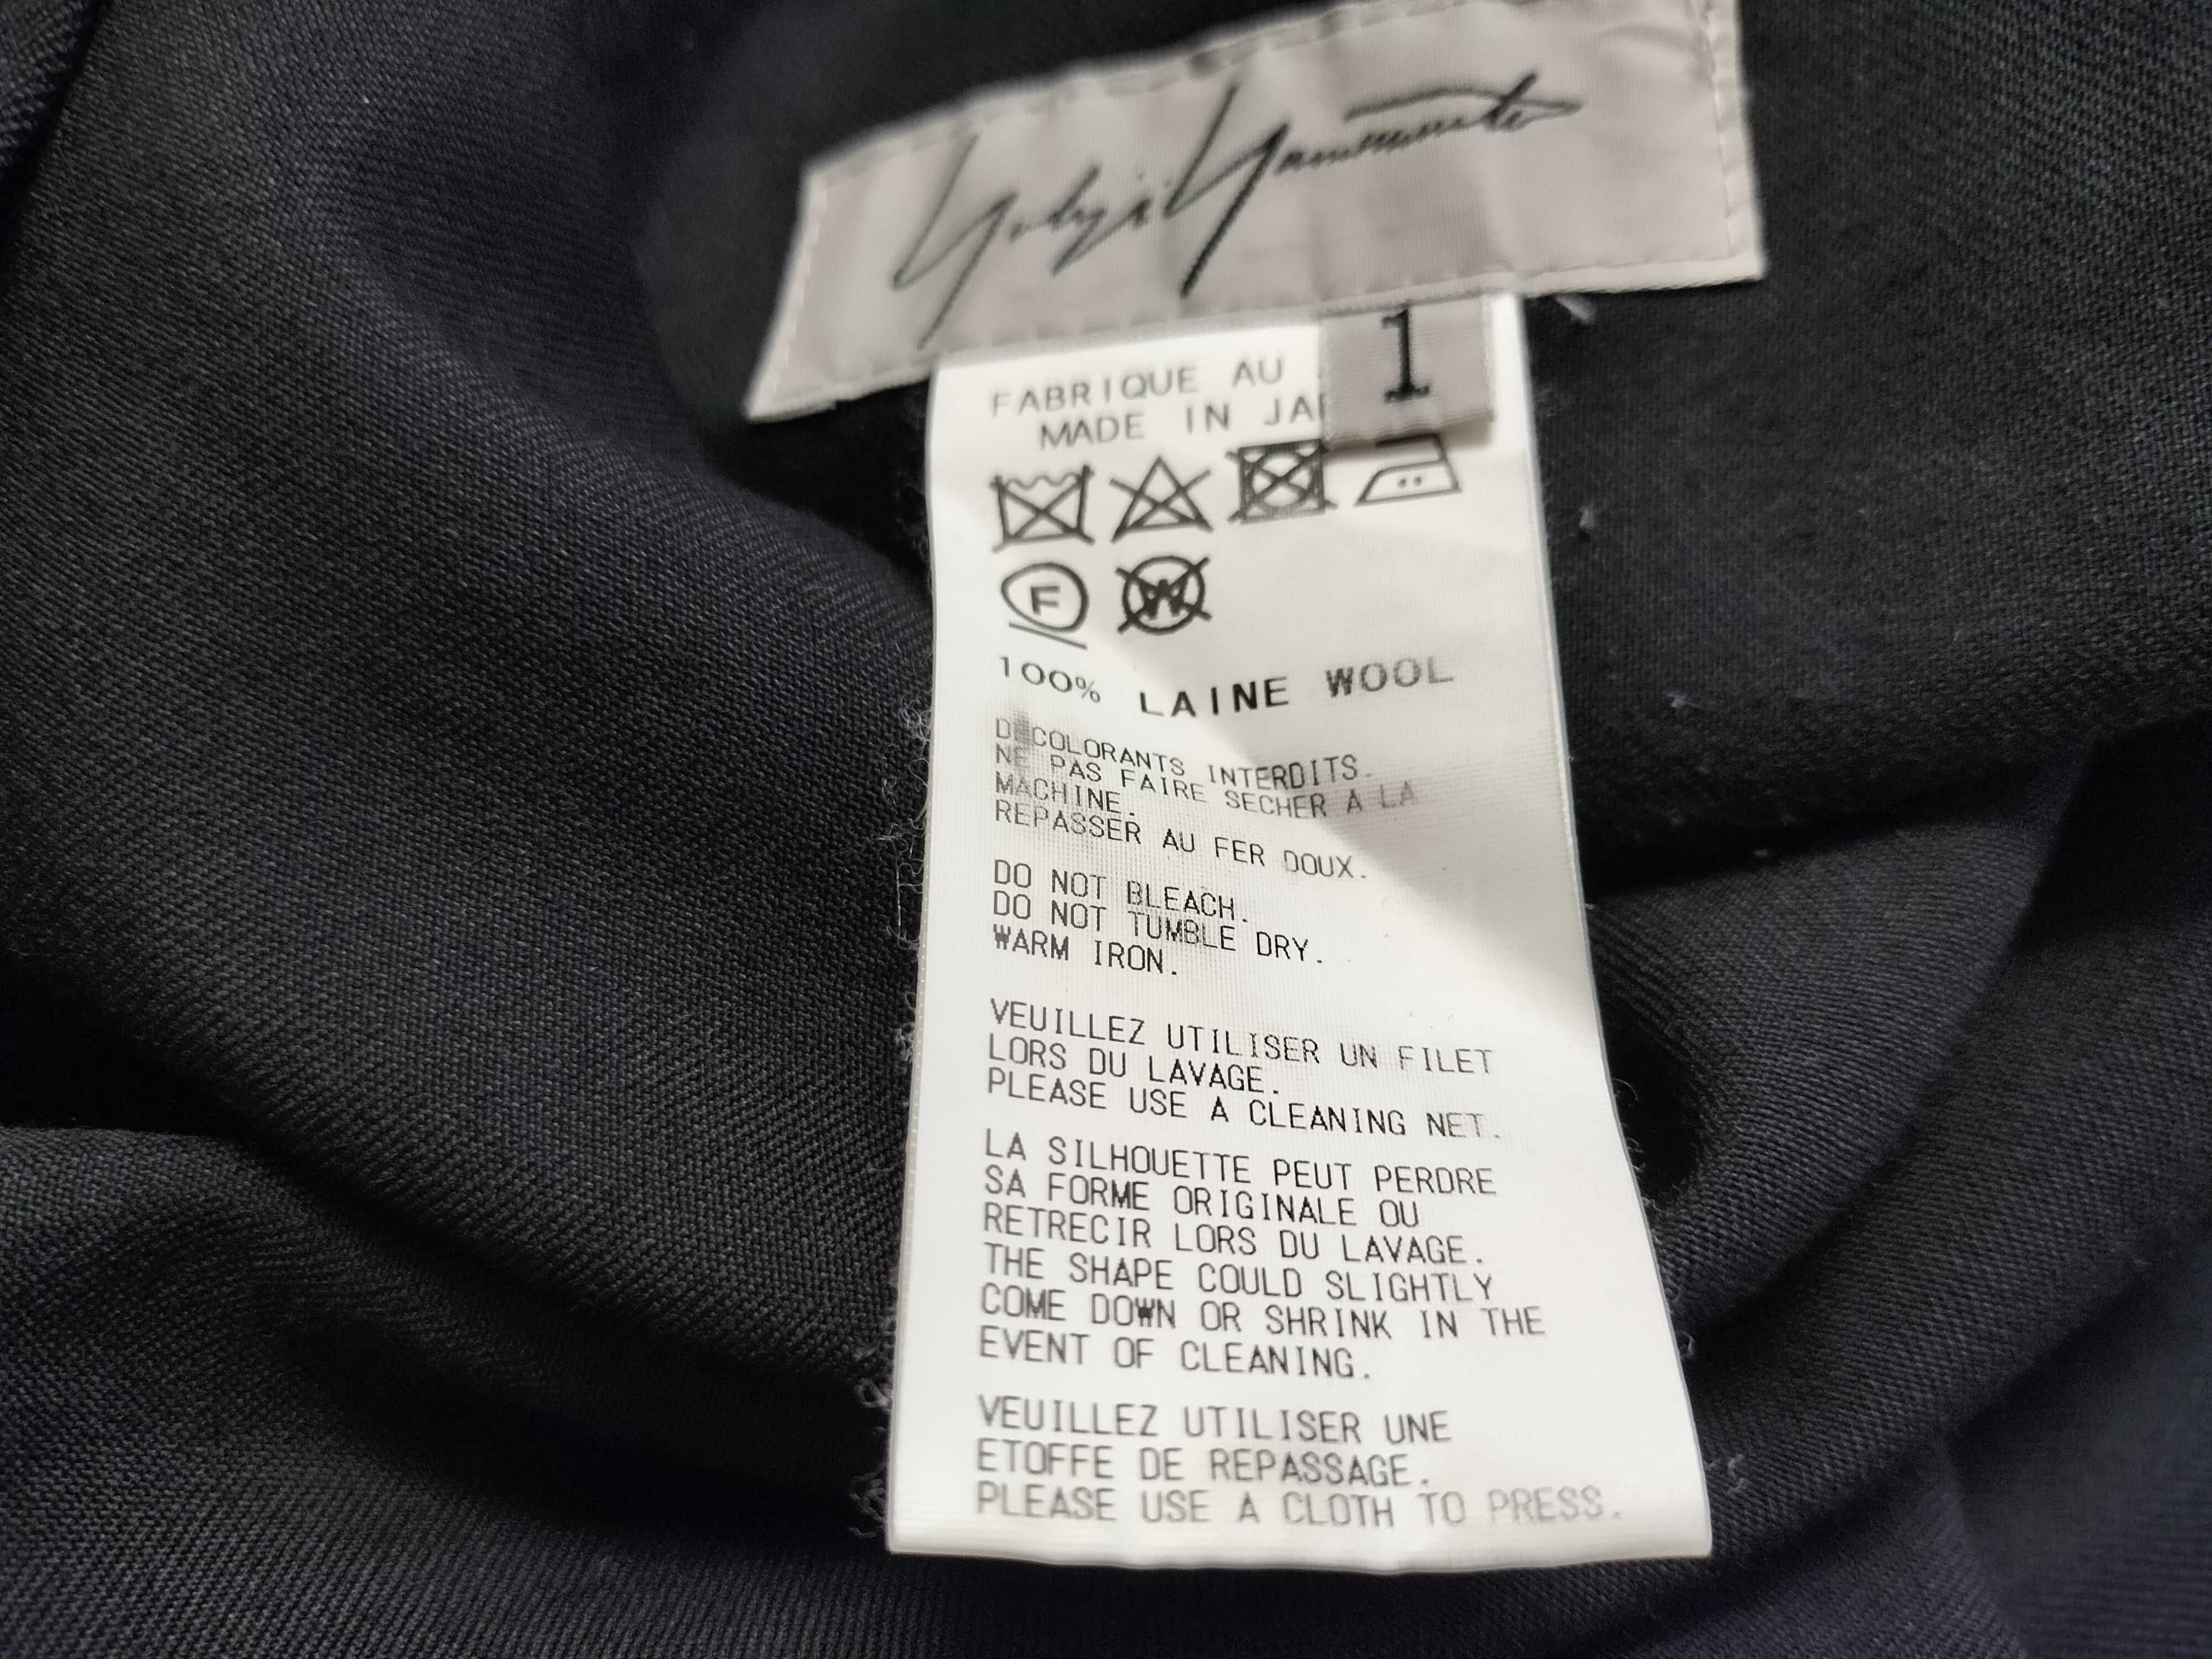 Yohji Yamamoto
1
FABRIQUE AU
MADE IN JA
F
W
100% LAINE WOOL
DECOLORANTS INTERDITS.
NE PAS FAIRE SECHER A LA
MACHINE.
REPASSER AU FER DOUX.
DO NOT BLEACH.
DO NOT TUMBLE DRY.
WARM IRON.
VEUILLEZ UTILISER UN FILET
LORS DU LAVAGE.
PLEASE USE A CLEANING NET.
LA SILHOUETTE PEUT PERDRE
SA FORME ORIGINALE OU
RETRECIR LORS DU LAVAGE.
THE SHAPE COULD SLIGHTLY
COME DOWN OR SHRINK IN THE
EVENT OF CLEANING.
VEUILLEZ UTILISER UNE
ETOFFE DE REPASSAGE.
PLEASE USE A CLOTH TO PRESS.